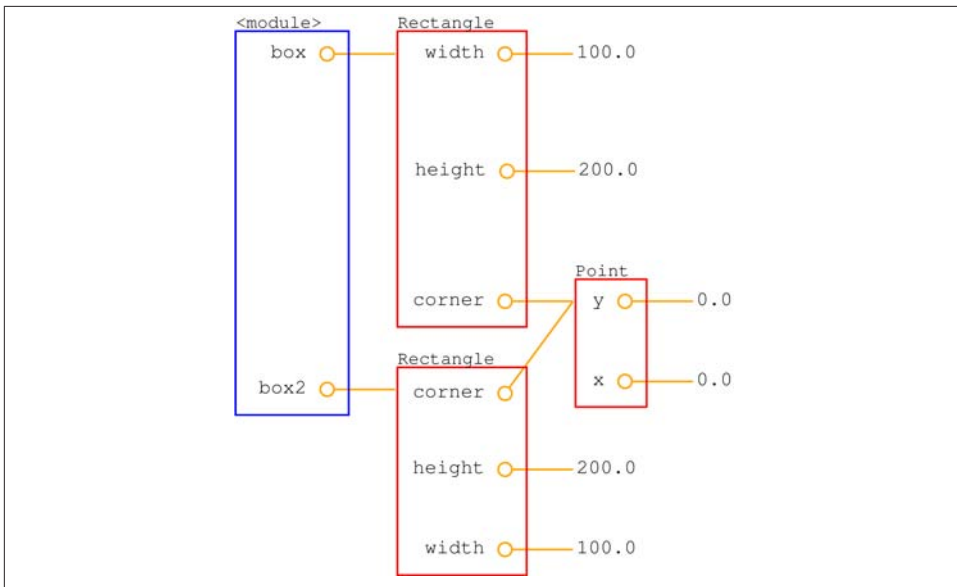 <module>
box
box2
Rectangle
width 100.0
height 200.0
corner
Point
y 0.0
x 0.0
Rectangle
corner
height 200.0
width 100.0